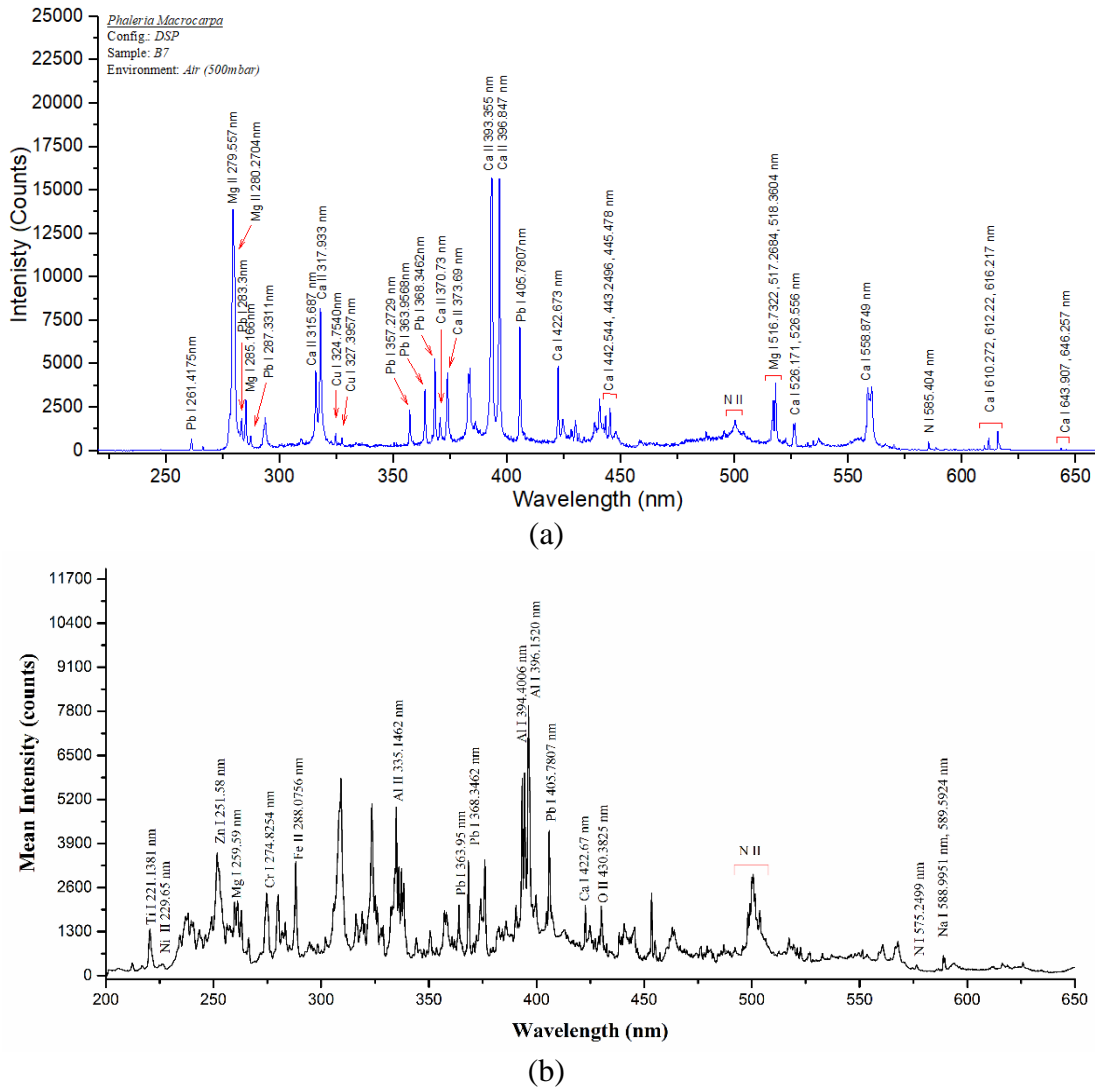 Phaleria Macrocarpa
Config.: DSP
Sample: B7
Environment: Air (500mbar)
Intenisty (Counts)
25000
22500
20000
17500
15000
12500
10000
7500
5000
2500
0
Pb I 261.4175nm
Mg II 279.557nm
Mg II 280.2704nm
Pb I 283.3nm
Mg I 285.166nm
Pb I 287.3311nm
Ca II 315.687 nm
Ca II 317.933 nm
Cu I 324.7540nm
Cu I 327.3957nm
Pb I 357.2729 nm
Pb I 363.9568nm
Pb I 368.3462nm
Ca II 370.73 nm
Ca II 373.69 nm
Ca II 393.355 nm
Ca II 396.847 nm
Pb I 405.7807nm
Ca I 422.673 nm
Ca I 442.544, 443.2496, 445.478 nm
N II
Mg I 516.7322, 517.2684, 518.3604 nm
Ca I 526.171, 526.556 nm
Ca I 558.8749 nm
N I 585.404 nm
Ca I 610.272, 612.22, 616.217 nm
Ca I 643.907, 646.257 nm
250 300 350 400 450 500 550 600 650
Wavelength (nm)
(a)
Mean Intensity (counts)
11700
10400
9100
7800
6500
5200
3900
2600
1300
0
Ti I 221.1381 nm
Ni II 229.65 nm
Zn I 251.58 nm
Mg I 259.59 nm
Cr I 274.8254 nm
Fe II 288.0756 nm
Al II 335.1462 nm
Pb I 363.95 nm
Pb I 368.3462 nm
Al I 394.4006 nm
Al I 396.1520 nm
Pb I 405.7807 nm
Ca I 422.67 nm
O II 430.3825 nm
N II
N I 575.2499 nm
Na I 588.9951 nm, 589.5924 nm
200 250 300 350 400 450 500 550 600 650
Wavelength (nm)
(b)